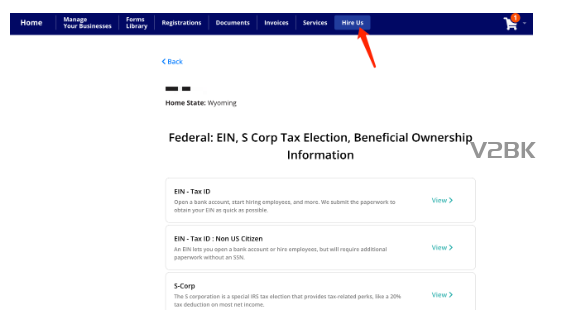 Home
Manage
Your Businesses
Forms
Library
Registrations
Documents
Invoices
Services
Hire Us
1
Back
Home State: Wyoming
Federal: EIN, S Corp Tax Election, Beneficial Ownership
Information
V2BK
EIN - Tax ID
Open a bank account, start hiring employees, and more. We submit the paperwork to
obtain your EIN as quick as possible.
View
EIN - Tax ID : Non US Citizen
An EIN lets you open a bank account or hire employees, but will require additional
paperwork without an SSN.
View
S-Corp
The S corporation is a special IRS tax election that provides tax-related perks, like a 20%
tax deduction on most net income.
View